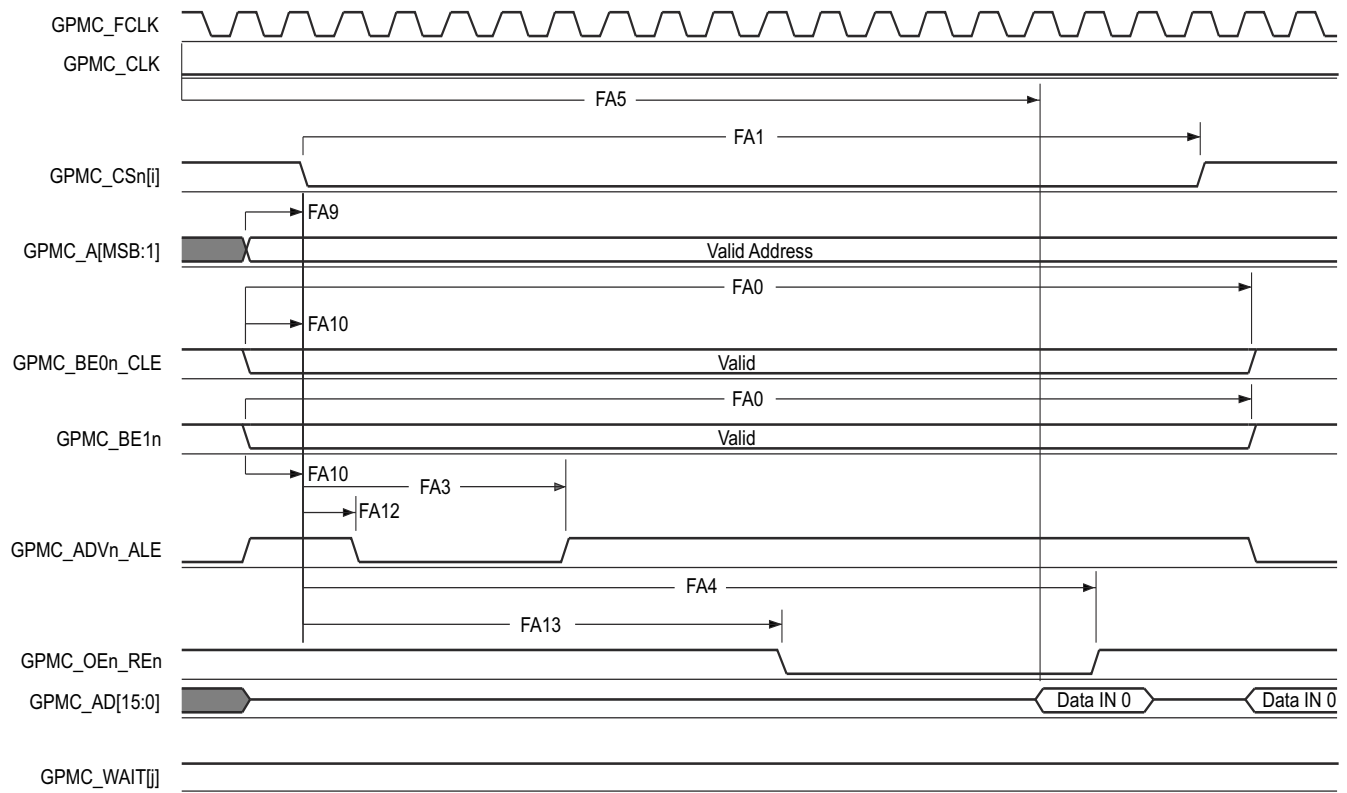 GPMC_FCLK
GPMC_CLK
FA5
FA1
GPMC_CSn[i]
FA9
GPMC_A[MSB:1]
Valid Address
FA0
FA10
GPMC_BE0n_CLE
Valid
FA0
GPMC_BE1n
Valid
FA10
FA3
FA12
GPMC_ADVn_ALE
FA4
FA13
GPMC_OEn_REn
GPMC_AD[15:0]
Data IN 0
Data IN 0
GPMC_WAIT[j]